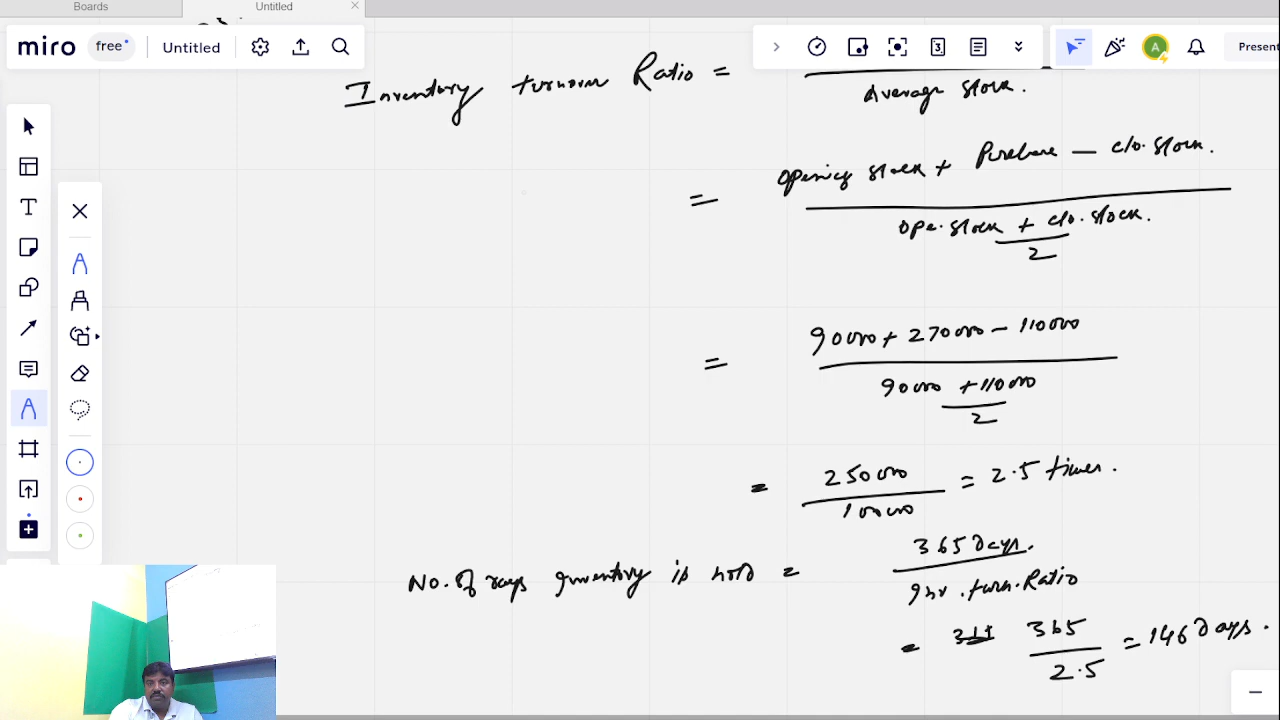 Boards Untitled
miro free Untitled 3 A Present
Inventory turnover Ratio =
Average stock.
= Opening stock + Purchase — clo. stock.
ope. stock + clo. stock.
2
= 90000 + 270000 — 110000
90000 + 110000
2
= 250000 = 2.5 times.
100000
No. of days Inventory is hold = 365 days.
Inv. turn. Ratio
= 365 = 146 days.
2.5